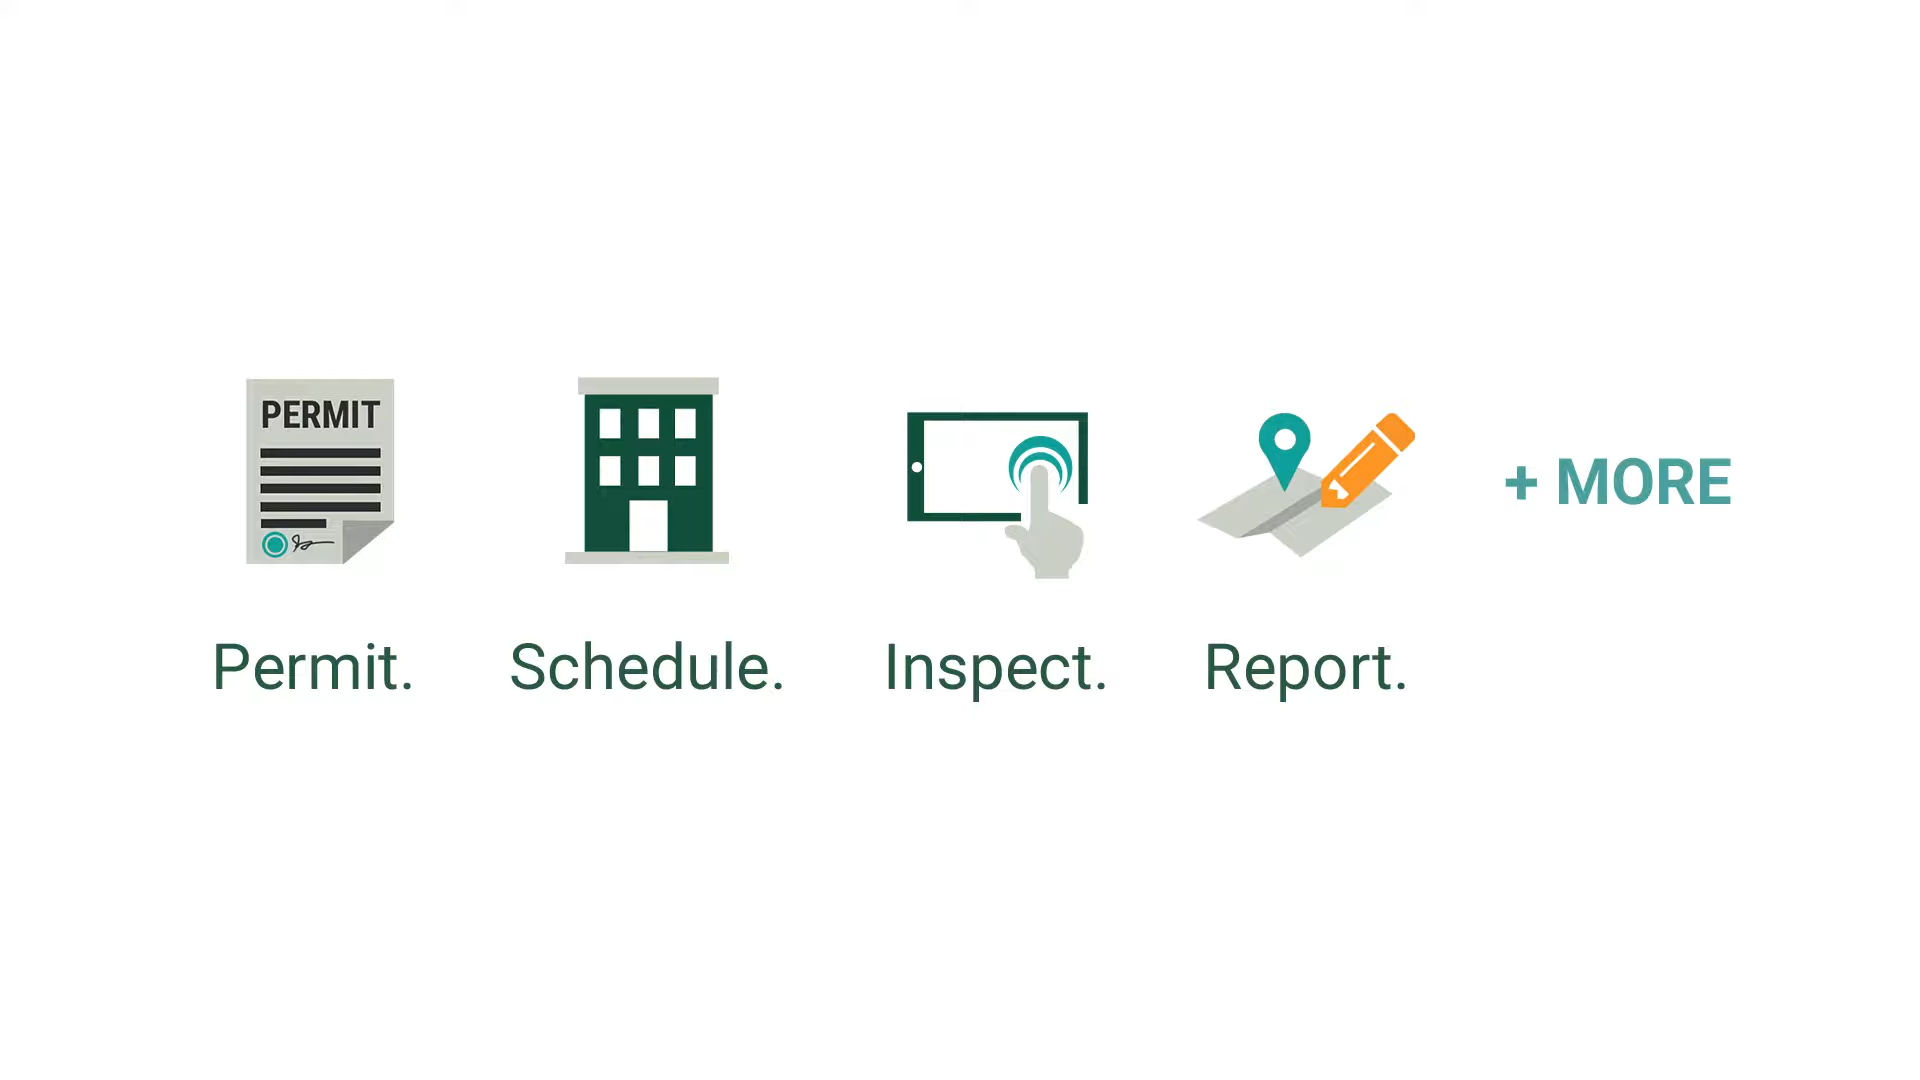 PERMIT
+ MORE
Permit. Schedule. Inspect. Report.